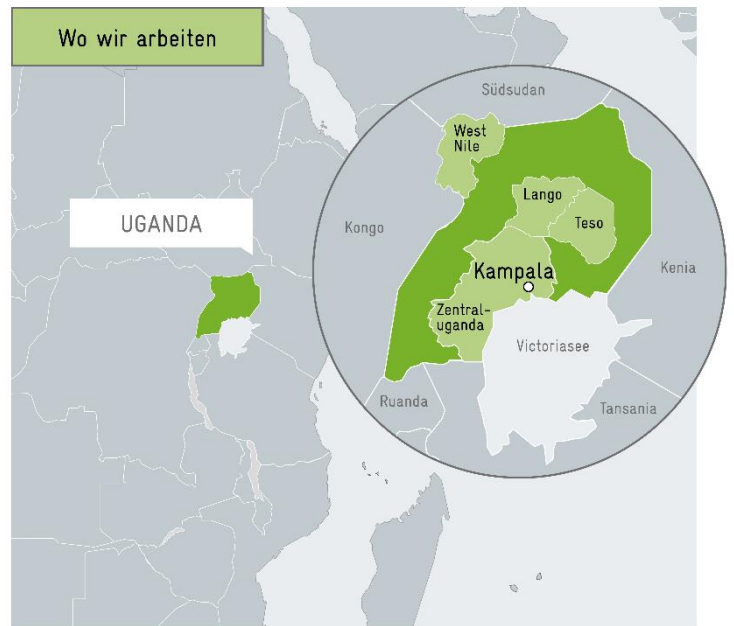 Wo wir arbeiten
Südsudan
West
Nile
Lango
Teso
UGANDA
Kongo
Kenia
Kampala
Zentral-
uganda
Victoriasee
Ruanda
Tansania